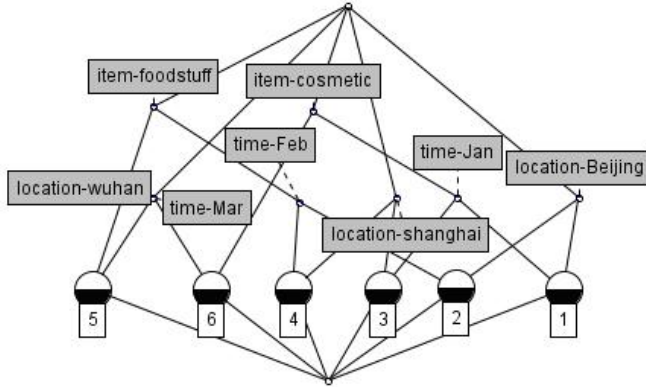 item-foodstuff
item-cosmetic
time-Feb
time-Jan
location-wuhan
time-Mar
location-Beijing
location-shanghai
5
6
4
3
2
1